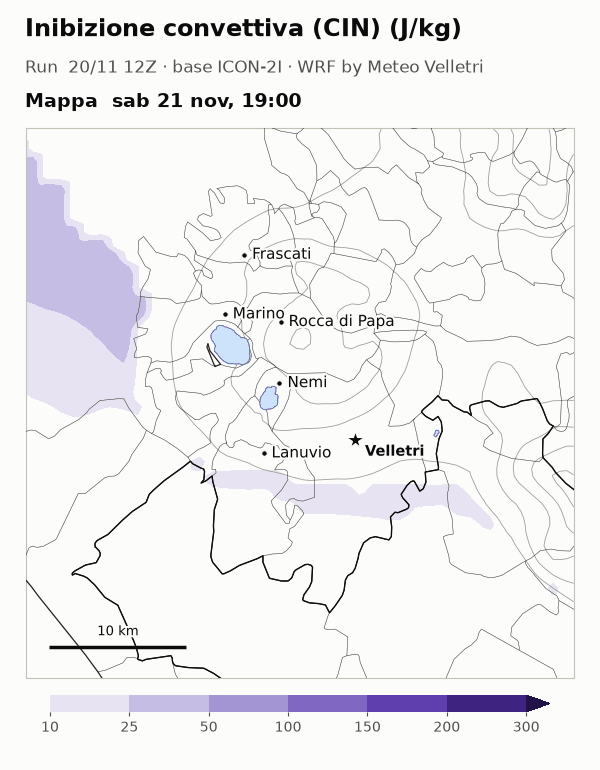 Inibizione convettiva (CIN) (J/kg)
Run  20/11 12Z · base ICON-2I · WRF by Meteo Velletri
Mappa  sab 21 nov, 19:00
Frascati
Marino
Rocca di Papa
Nemi
Velletri
Lanuvio
10 km
10 25 50 100 150 200 300